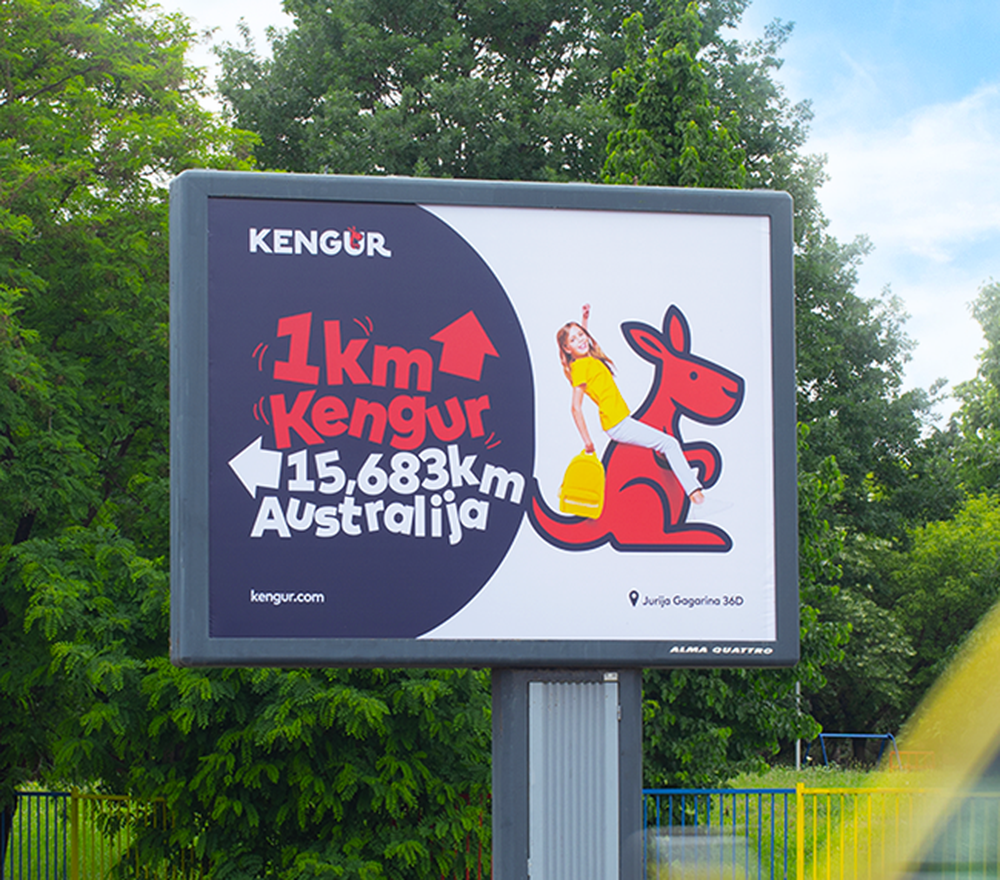 KENGUR
1km
Kengur
15,683km
Australija
kengur.com
Jurija Gagarina 36D
ALMA QUATTRO